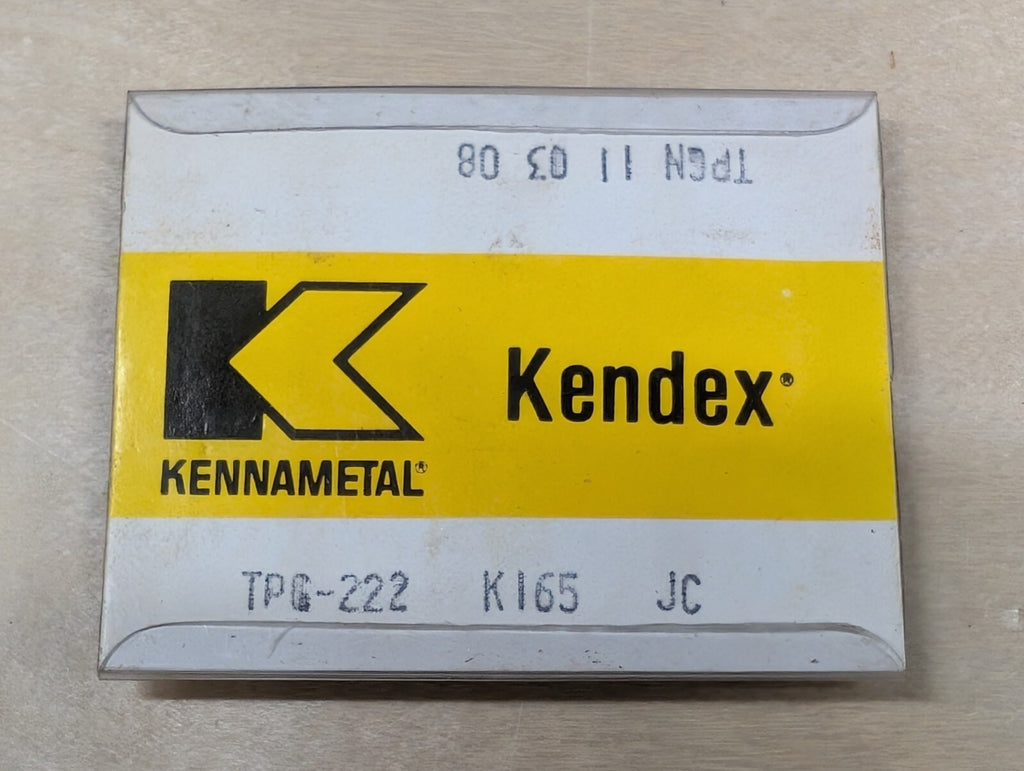 TPGN 11 03 08
Kendex®
KENNAMETAL®
TPG-222 K165 JC